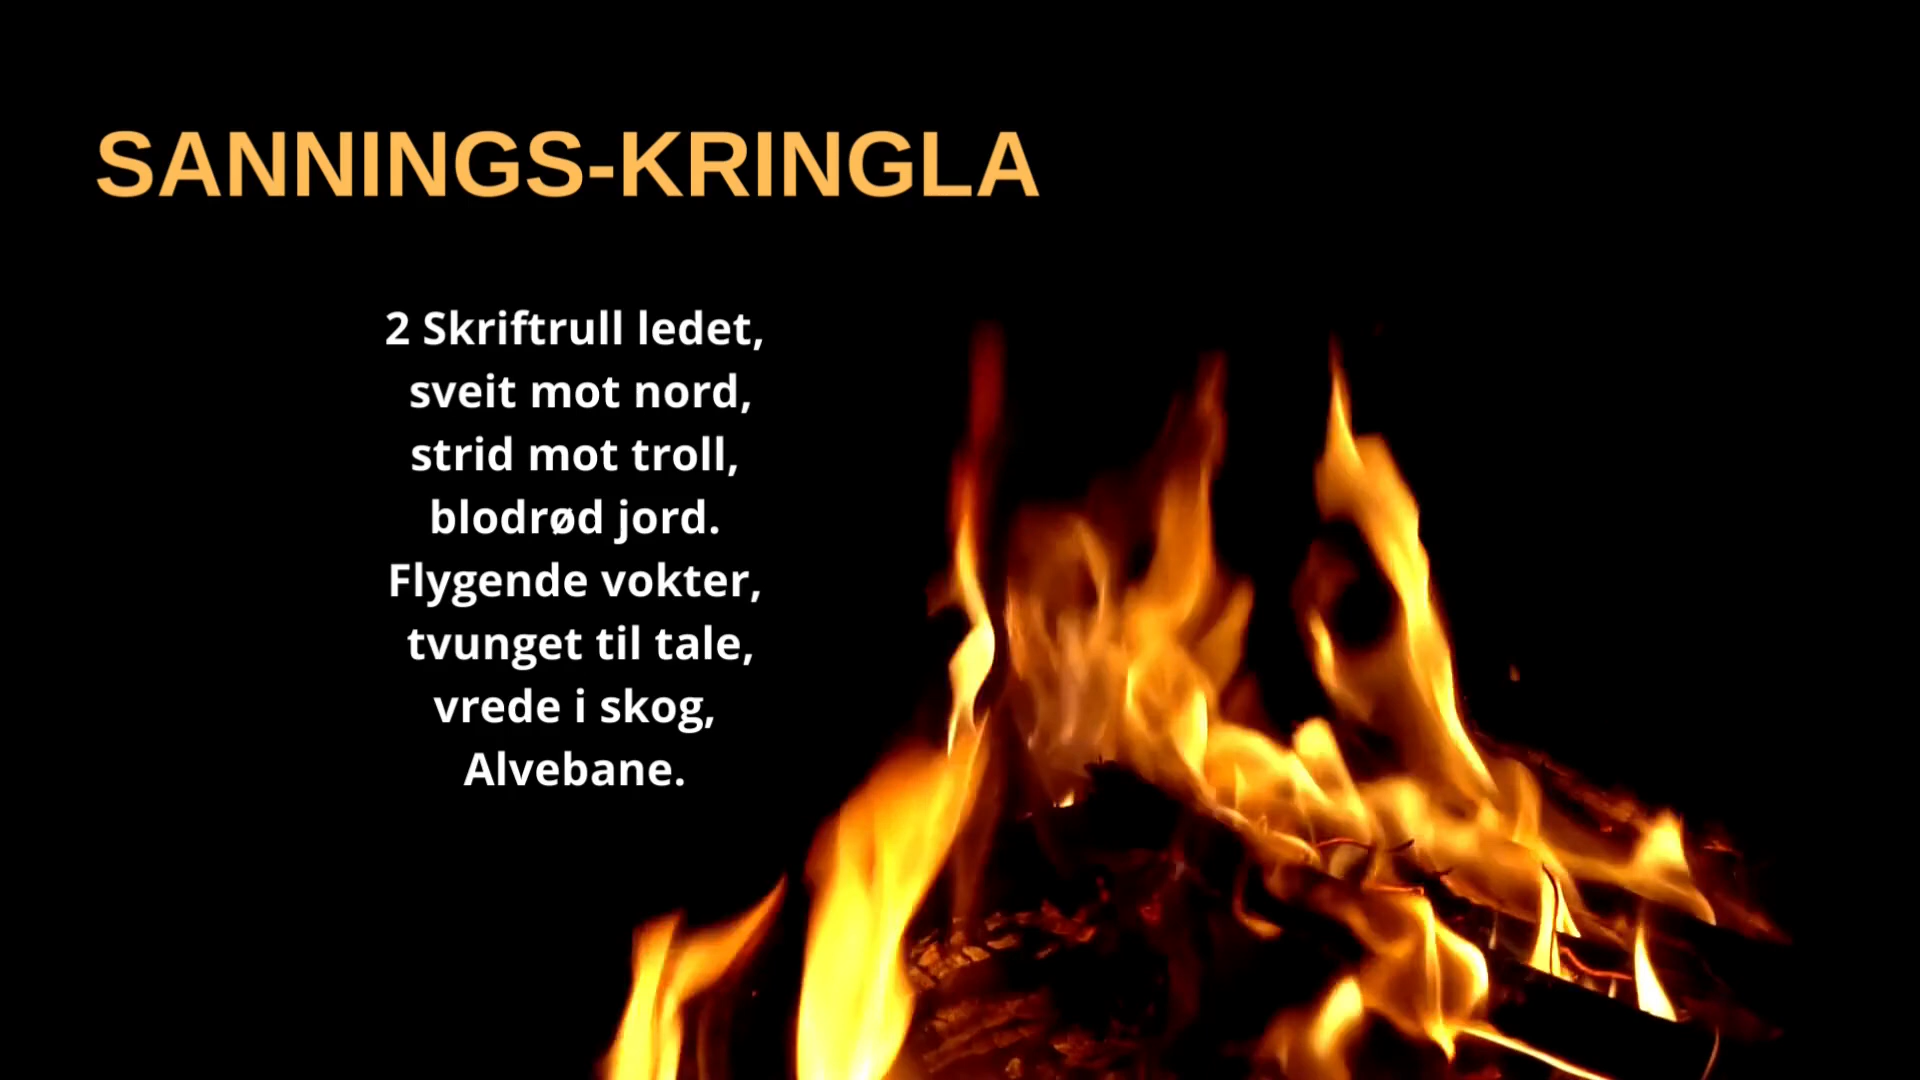 SANNINGS-KRINGLA
2 Skriftrull ledet,
sveit mot nord,
strid mot troll,
blodrød jord.
Flygende vokter,
tvunget til tale,
vrede i skog,
Alvebane.